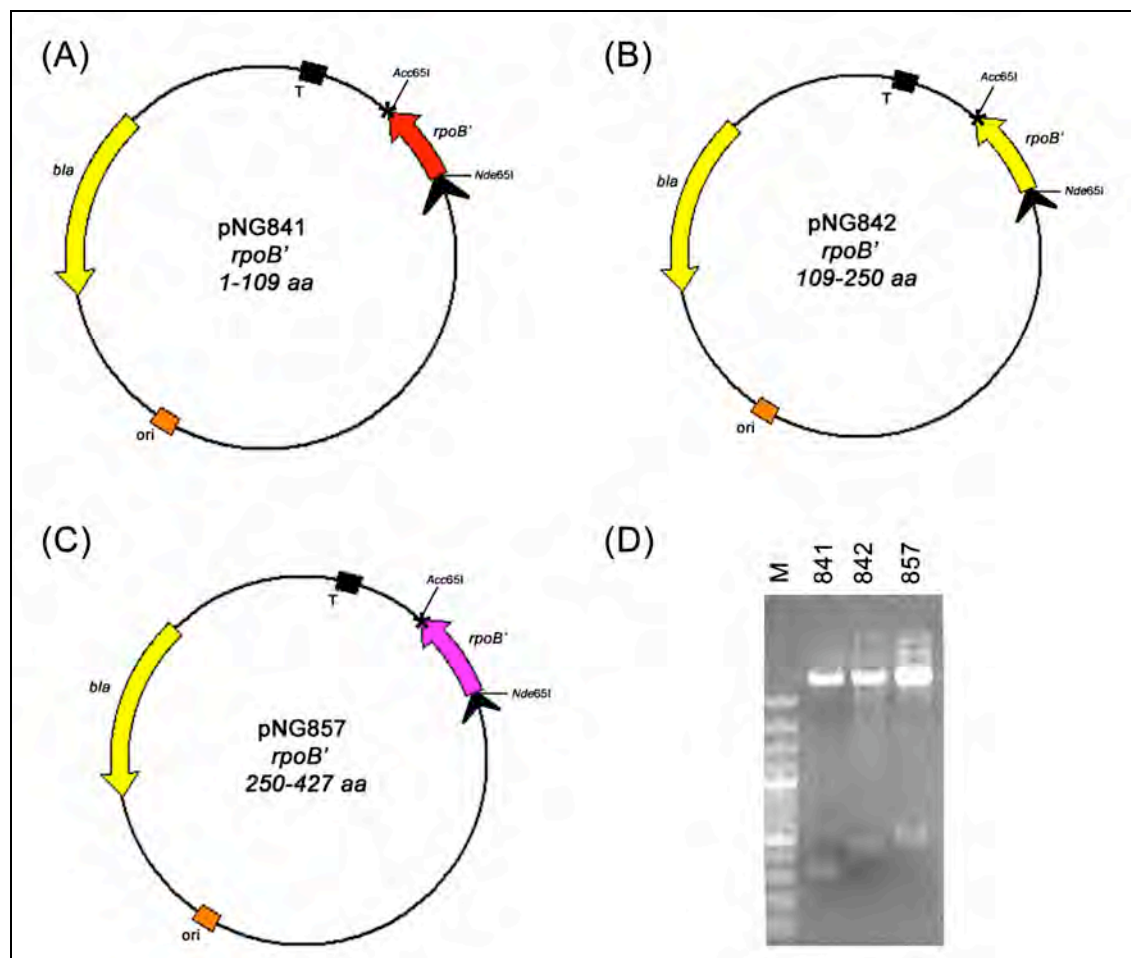 (A)
Acc65I
T
rpoB'
bla
Nde65I
pNG841
rpoB'
1-109 aa
ori
(B)
Acc65I
T
rpoB'
bla
Nde65I
pNG842
rpoB'
109-250 aa
ori
(C)
Acc65I
T
rpoB'
bla
Nde65I
pNG857
rpoB'
250-427 aa
ori
(D)
M
841
842
857